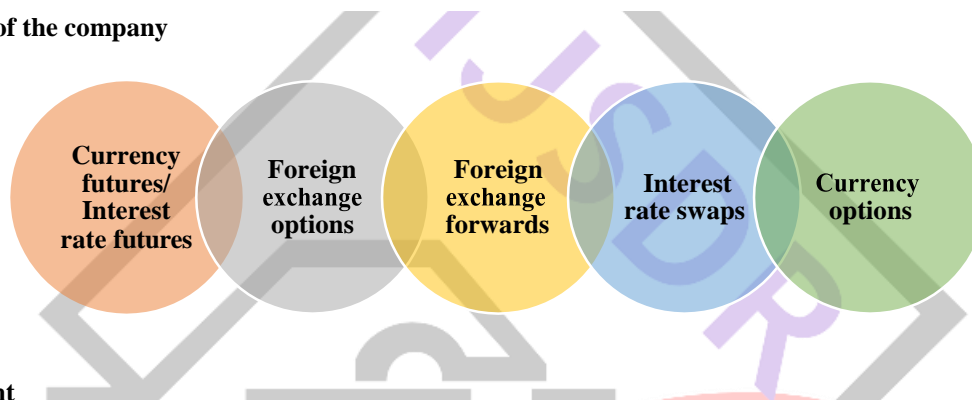 of the company
Currency
futures/
Interest
rate futures
Foreign
exchange
options
Foreign
exchange
forwards
Interest
rate swaps
Currency
options
IJSDR